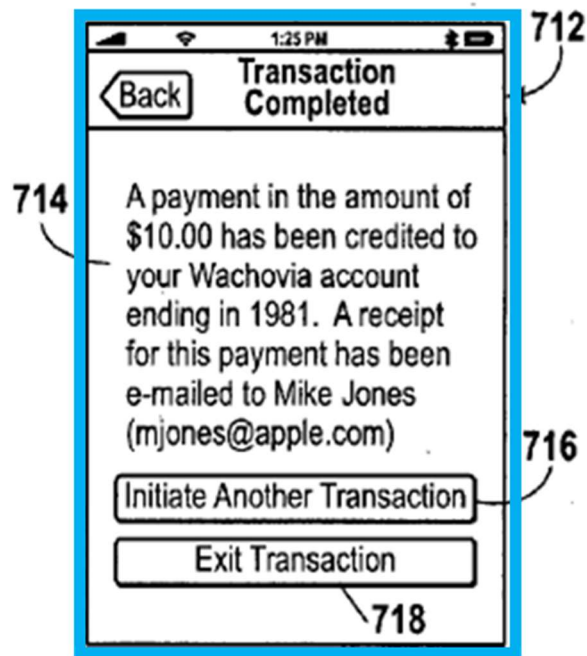 1:25 PM
712
Back
Transaction
Completed
714
A payment in the amount of
$10.00 has been credited to
your Wachovia account
ending in 1981. A receipt
for this payment has been
e-mailed to Mike Jones
(mjones@apple.com)
716
Initiate Another Transaction
Exit Transaction
718